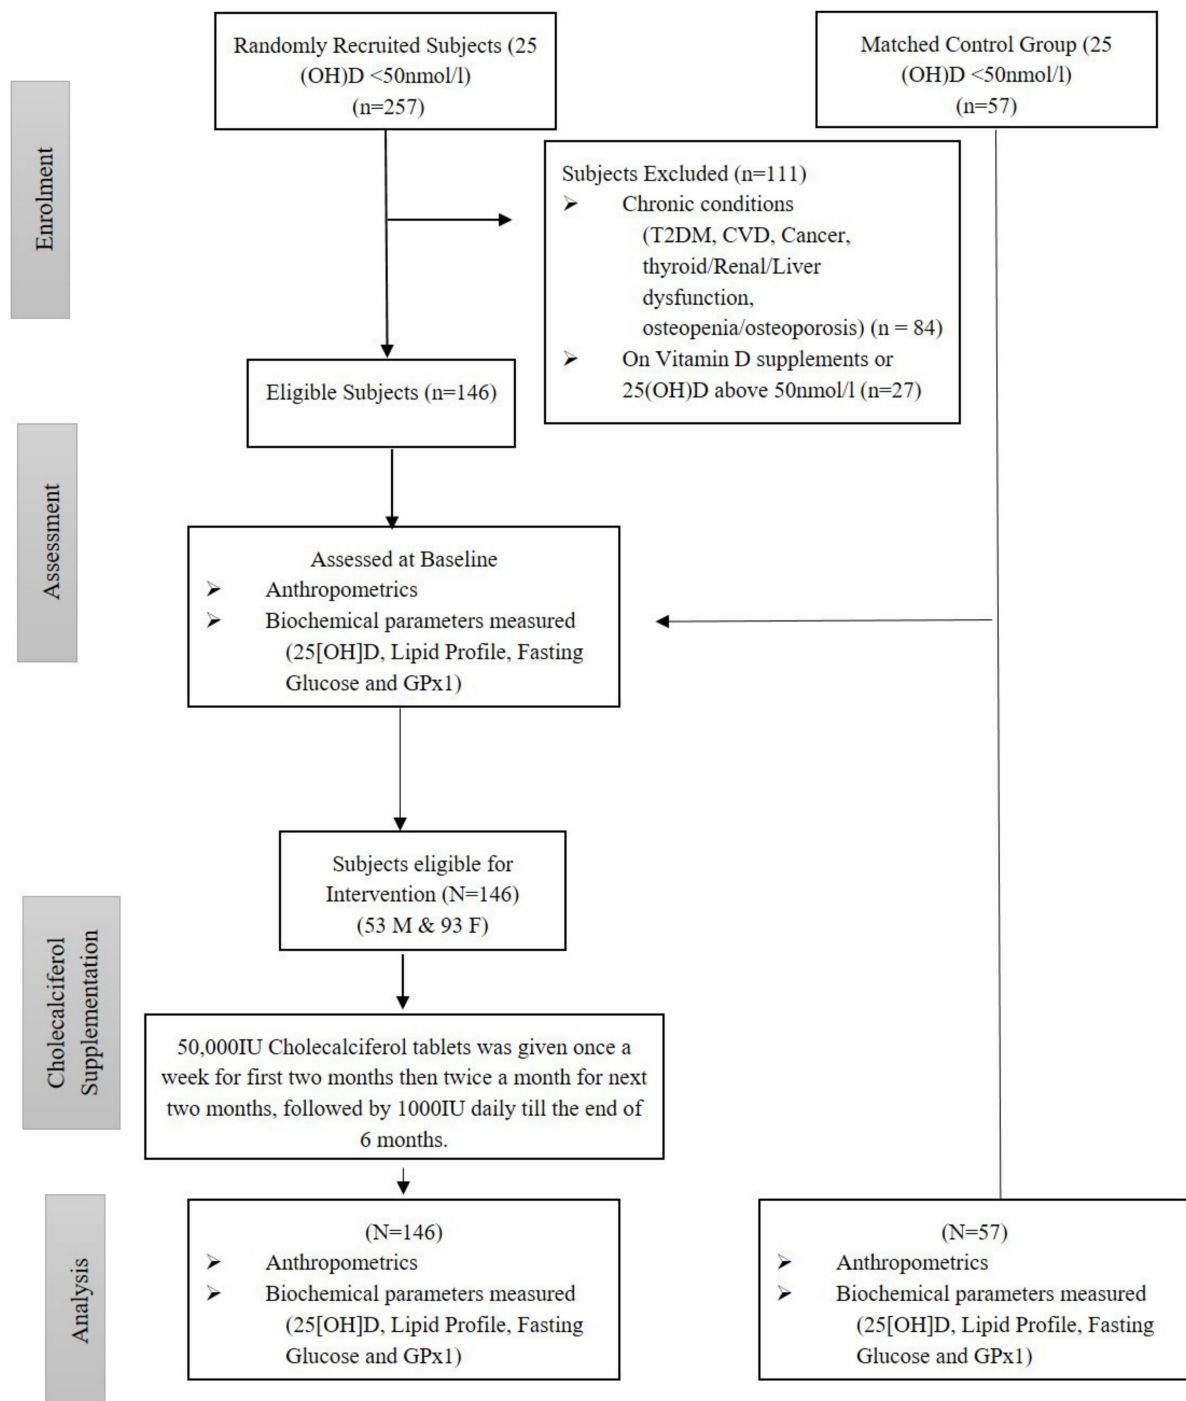 Randomly Recruited Subjects (25
(OH)D <50nmol/l)
(n=257)
Matched Control Group (25
(OH)D <50nmol/l)
(n=57)
Enrolment
Subjects Excluded (n=111)
➢ Chronic conditions
(T2DM, CVD, Cancer,
thyroid/Renal/Liver
dysfunction,
osteopenia/osteoporosis) (n = 84)
➢ On Vitamin D supplements or
25(OH)D above 50nmol/l (n=27)
Eligible Subjects (n=146)
Assessment
Assessed at Baseline
➢ Anthropometrics
➢ Biochemical parameters measured
(25[OH]D, Lipid Profile, Fasting
Glucose and GPx1)
Subjects eligible for
Intervention (N=146)
(53 M & 93 F)
Cholecalciferol
Supplementation
50,000IU Cholecalciferol tablets was given once a
week for first two months then twice a month for next
two months, followed by 1000IU daily till the end of
6 months.
Analysis
(N=146)
➢ Anthropometrics
➢ Biochemical parameters measured
(25[OH]D, Lipid Profile, Fasting
Glucose and GPx1)
(N=57)
➢ Anthropometrics
➢ Biochemical parameters measured
(25[OH]D, Lipid Profile, Fasting
Glucose and GPx1)